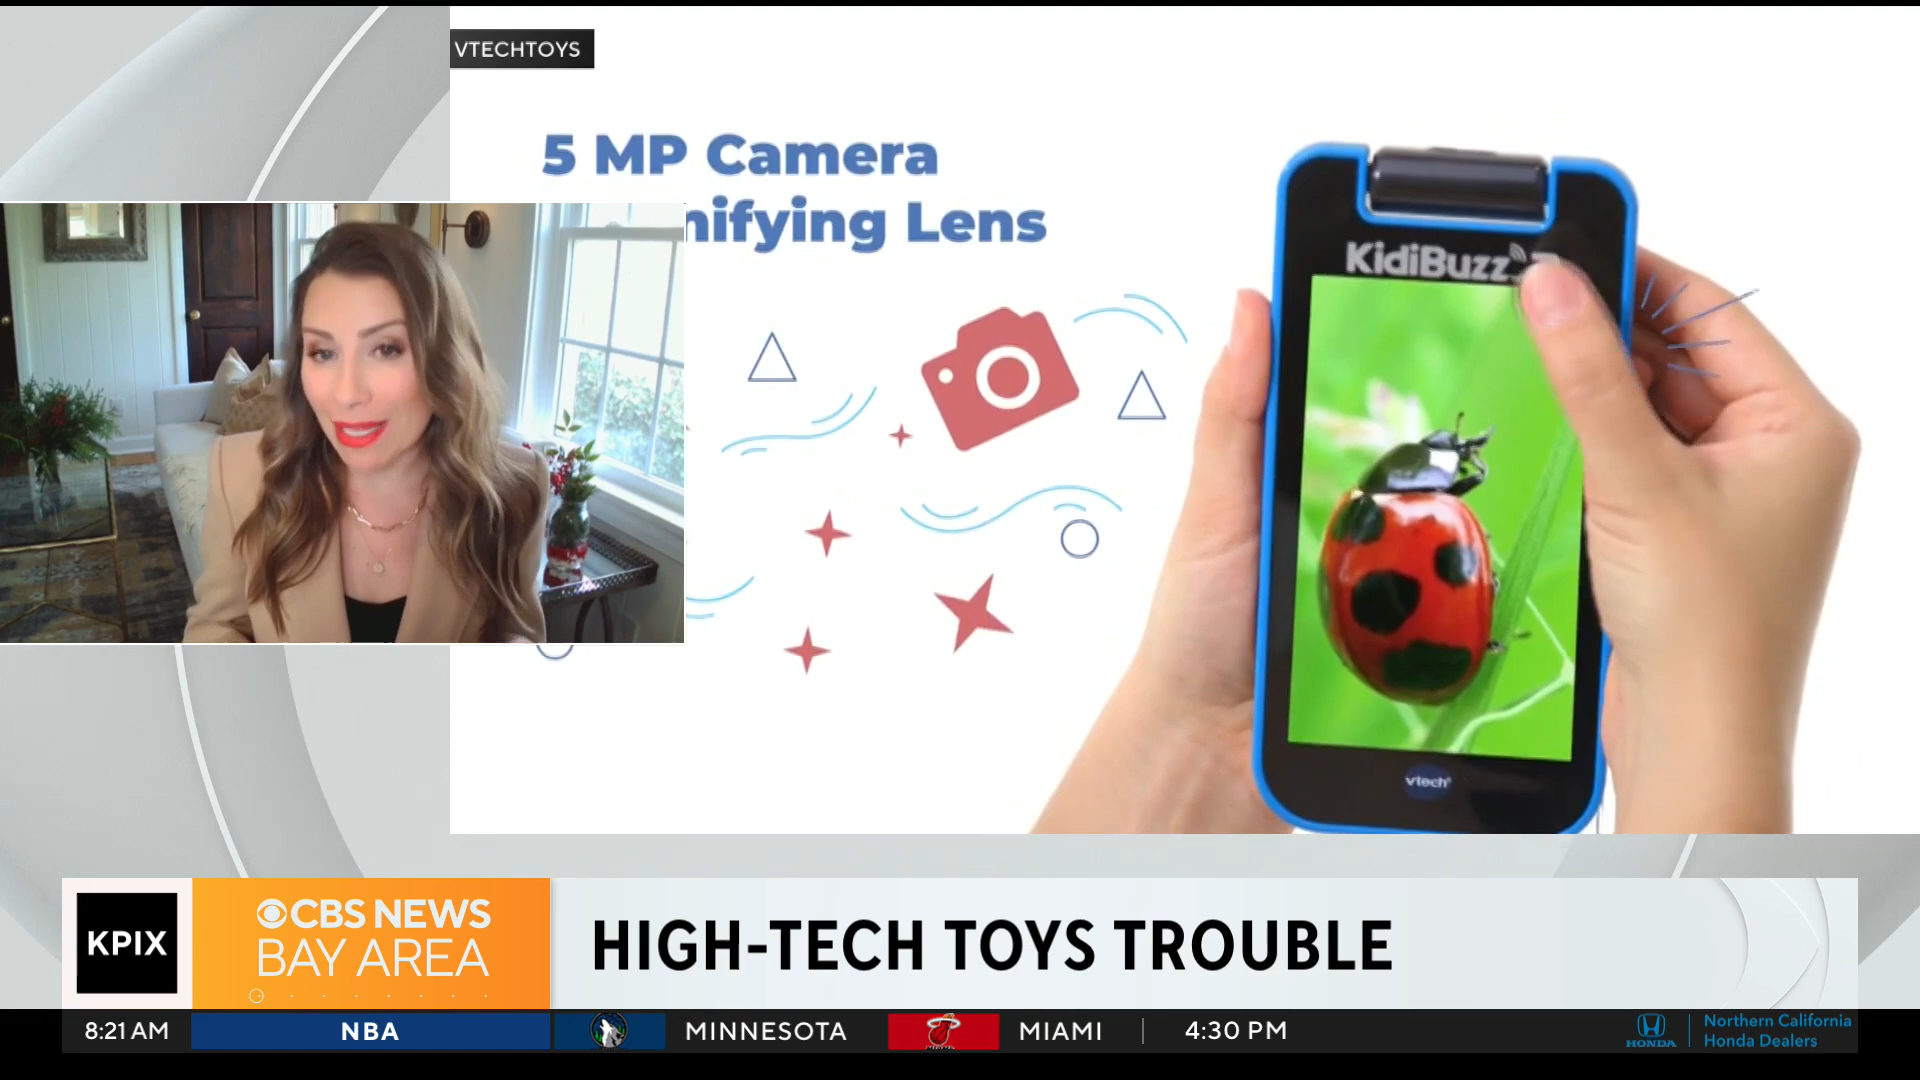 VTECHTOYS
5 MP Camera
nifying Lens
KidiBuzz
vtech
KPIX
CBS NEWS
BAY AREA
HIGH-TECH TOYS TROUBLE
8:21 AM
NBA
MINNESOTA
MIAMI
4:30 PM
HONDA
Northern California
Honda Dealers